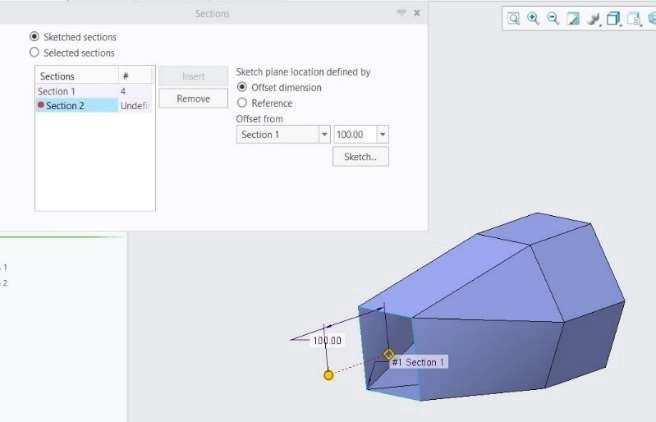 Sections
Sketched sections
Selected sections
Sections #
Section 1 4
Section 2 Undefi
Insert
Remove
Sketch plane location defined by
Offset dimension
Reference
Offset from
Section 1 100.00
Sketch...
1
2
100.00
#1 Section 1